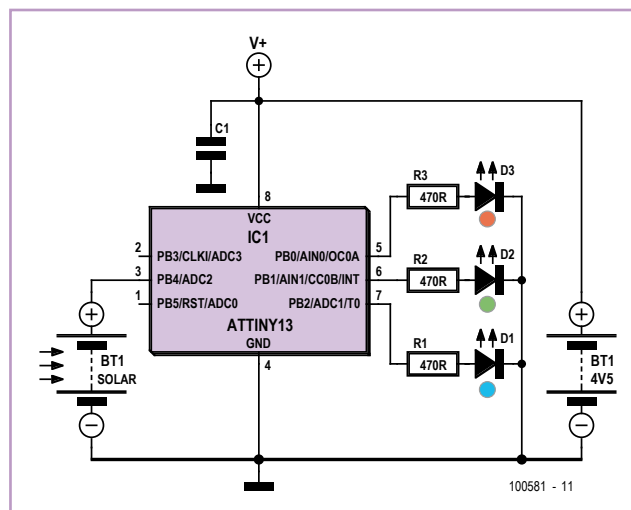 V+
C1
8
VCC
IC1
2
PB3/CLKI/ADC3
PB0/AIN0/OC0A
5
3
PB4/ADC2
PB1/AIN1/CC0B/INT
6
1
PB5/RST/ADC0
PB2/ADC1/T0
7
ATTINY13
GND
4
R3
470R
D3
R2
470R
D2
R1
470R
D1
BT1
SOLAR
BT1
4V5
100581 - 11